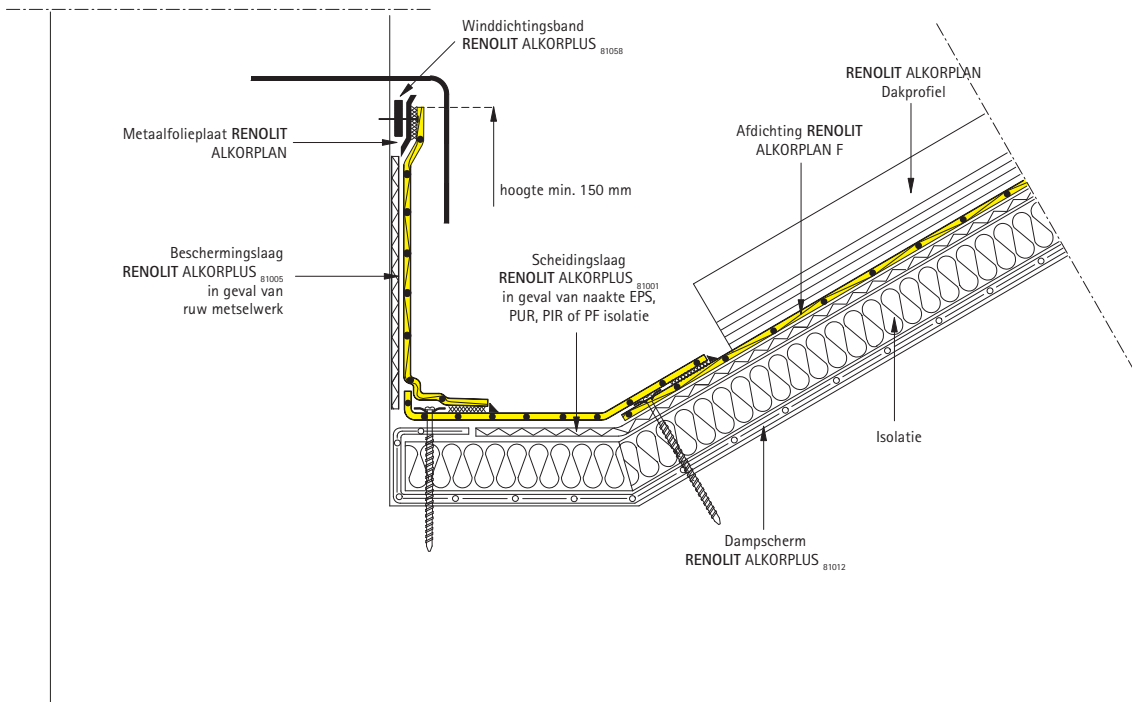 Winddichtingsband
RENOLIT ALKORPLUS 81058
RENOLIT ALKORPLAN
Dakprofiel
Metaalfolieplaat RENOLIT
ALKORPLAN
Afdichting RENOLIT
ALKORPLAN F
hoogte min. 150 mm
Beschermingslaag
RENOLIT ALKORPLUS 81005
in geval van
ruw metselwerk
Scheidingslaag
RENOLIT ALKORPLUS 81001
in geval van naakte EPS,
PUR, PIR of PF isolatie
Isolatie
Dampscherm
RENOLIT ALKORPLUS 81012